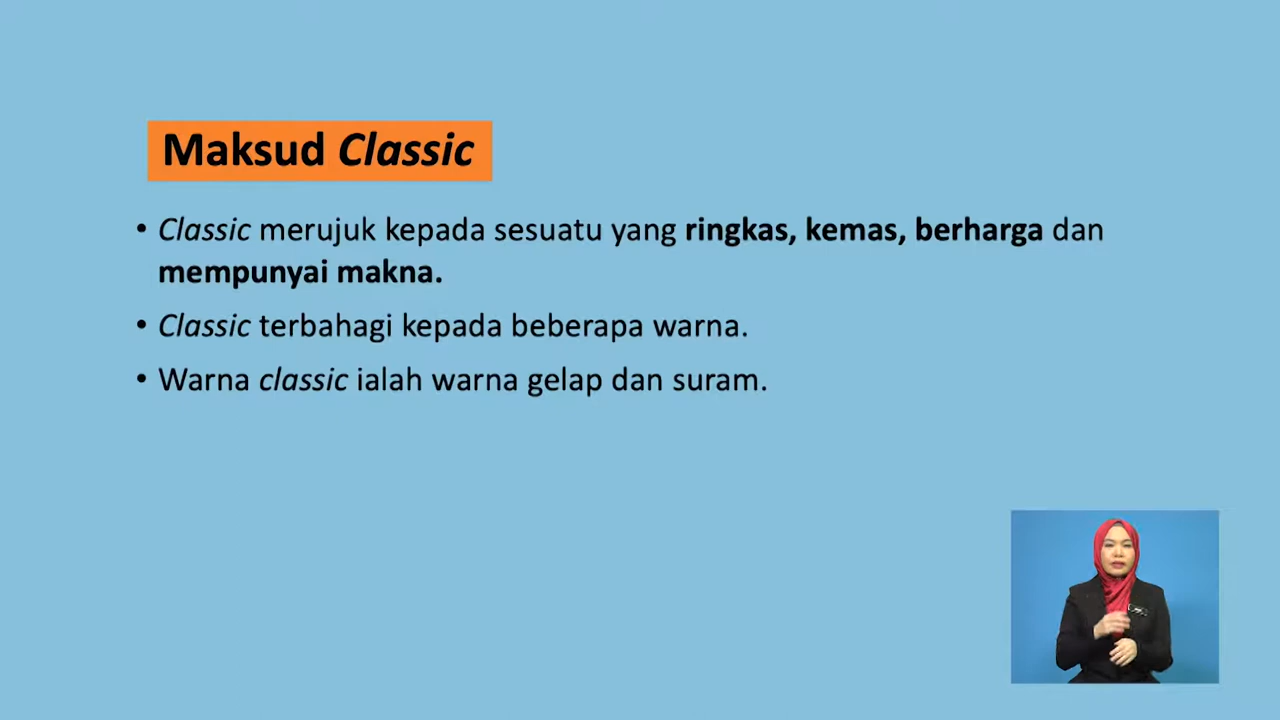 Maksud Classic
• Classic merujuk kepada sesuatu yang ringkas, kemas, berharga dan
mempunyai makna.
• Classic terbahagi kepada beberapa warna.
• Warna classic ialah warna gelap dan suram.